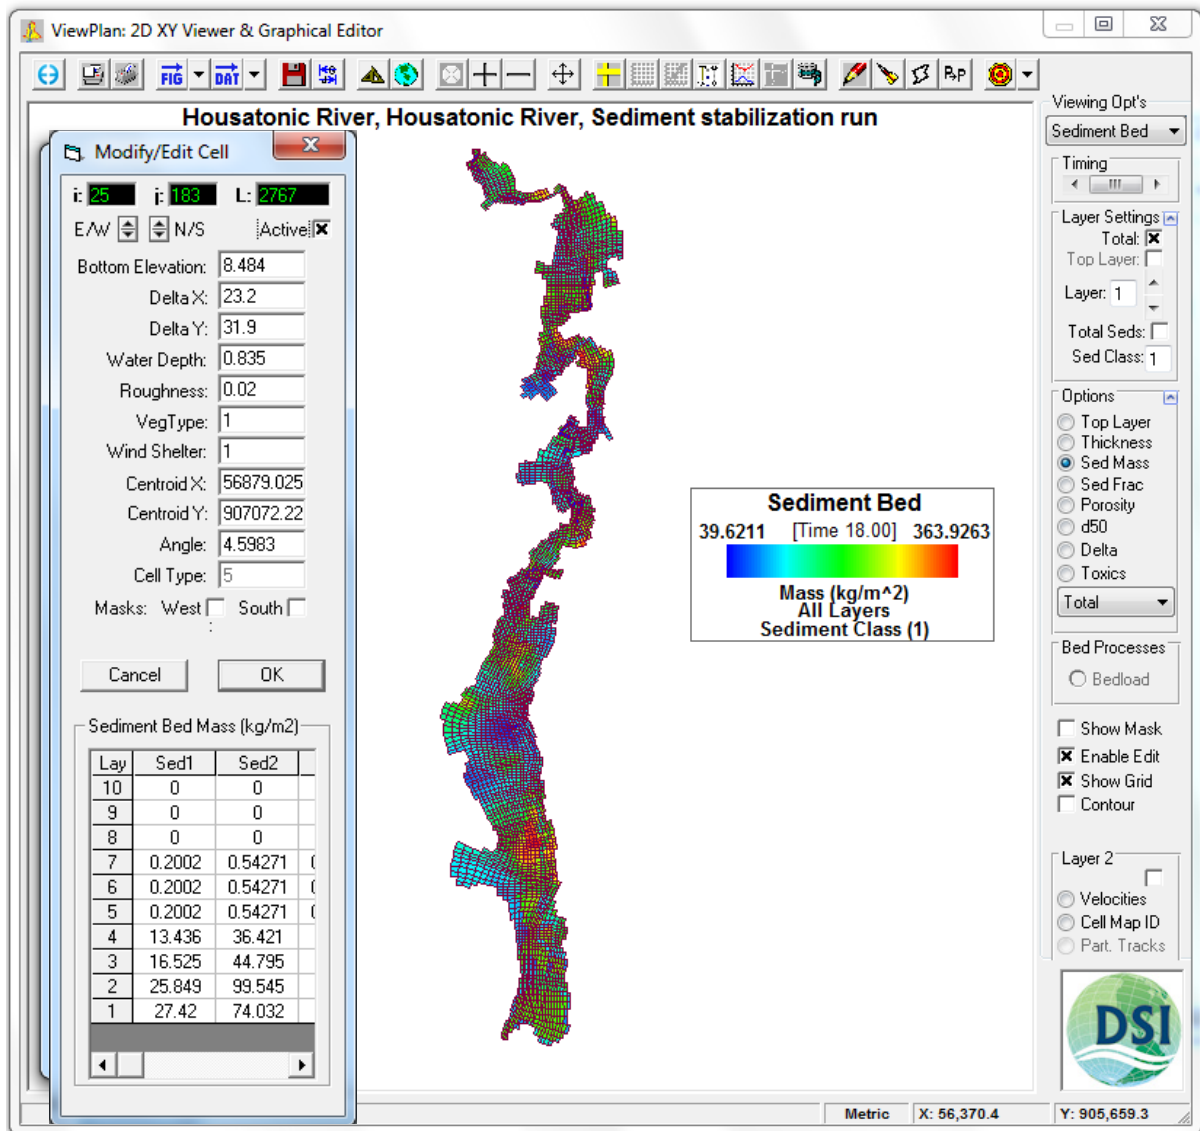 ViewPlan: 2D XY Viewer & Graphical Editor
FIG DAT P2P
Housatonic River, Housatonic River, Sediment stabilization run
Modify/Edit Cell
i: 25 j: 183 L: 2767
E/W N/S Active
Bottom Elevation: 8.484
Delta X: 23.2
Delta Y: 31.9
Water Depth: 0.835
Roughness: 0.02
VegType: 1
Wind Shelter: 1
Centroid X: 56879.025
Centroid Y: 907072.22
Angle: 4.5983
Cell Type: 5
Masks: West South
:
Cancel OK
Sediment Bed Mass (kg/m2)
Lay Sed1 Sed2
10 0 0
9 0 0
8 0 0
7 0.2002 0.54271
6 0.2002 0.54271
5 0.2002 0.54271
4 13.436 36.421
3 16.525 44.795
2 25.849 99.545
1 27.42 74.032
Sediment Bed
39.6211 [Time 18.00] 363.9263
Mass (kg/m^2)
All Layers
Sediment Class (1)
Viewing Opt's
Sediment Bed
Timing
Layer Settings
Total:
Top Layer:
Layer: 1
Total Seds:
Sed Class: 1
Options
Top Layer
Thickness
Sed Mass
Sed Frac
Porosity
d50
Delta
Toxics
Total
Bed Processes
Bedload
Show Mask
Enable Edit
Show Grid
Contour
Layer 2
Velocities
Cell Map ID
Part. Tracks
DSI
Metric X: 56,370.4 Y: 905,659.3